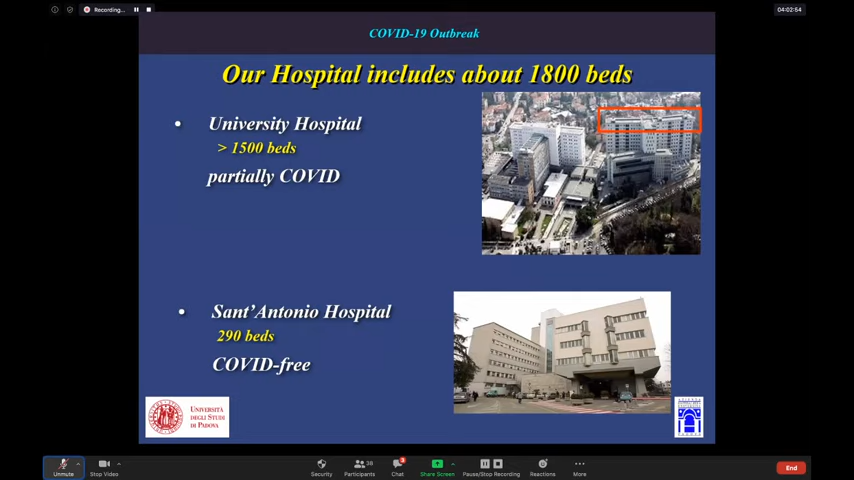 Recording...
04:02:54
COVID-19 Outbreak
Our Hospital includes about 1800 beds
• University Hospital
> 1500 beds
partially COVID
• Sant'Antonio Hospital
290 beds
COVID-free
UNIVERSITÀ
DEGLI STUDI
DI PADOVA
Unmute
Stop Video
Security
Participants
38
Chat
3
Share Screen
Pause/Stop Recording
Reactions
More
End